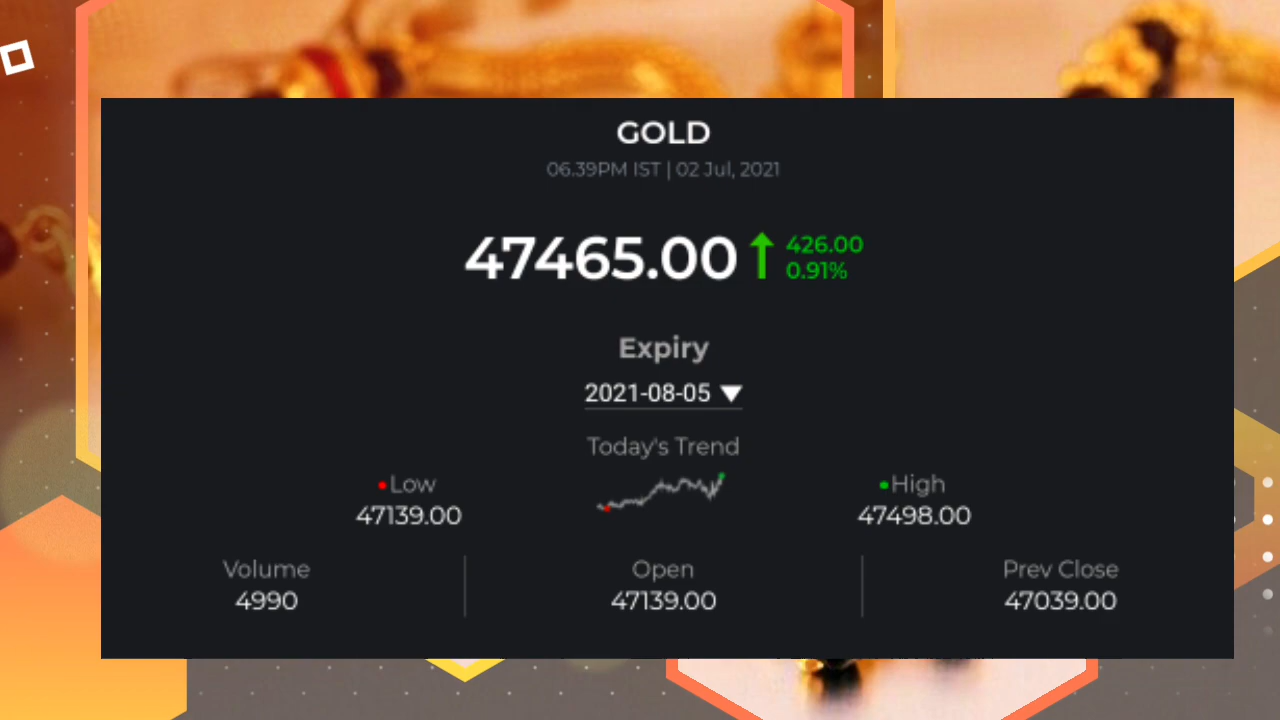 GOLD
06.39PM IST | 02 Jul, 2021
47465.00
426.00
0.91%
Expiry
2021-08-05
Today's Trend
Low
47139.00
High
47498.00
Volume
4990
Open
47139.00
Prev Close
47039.00